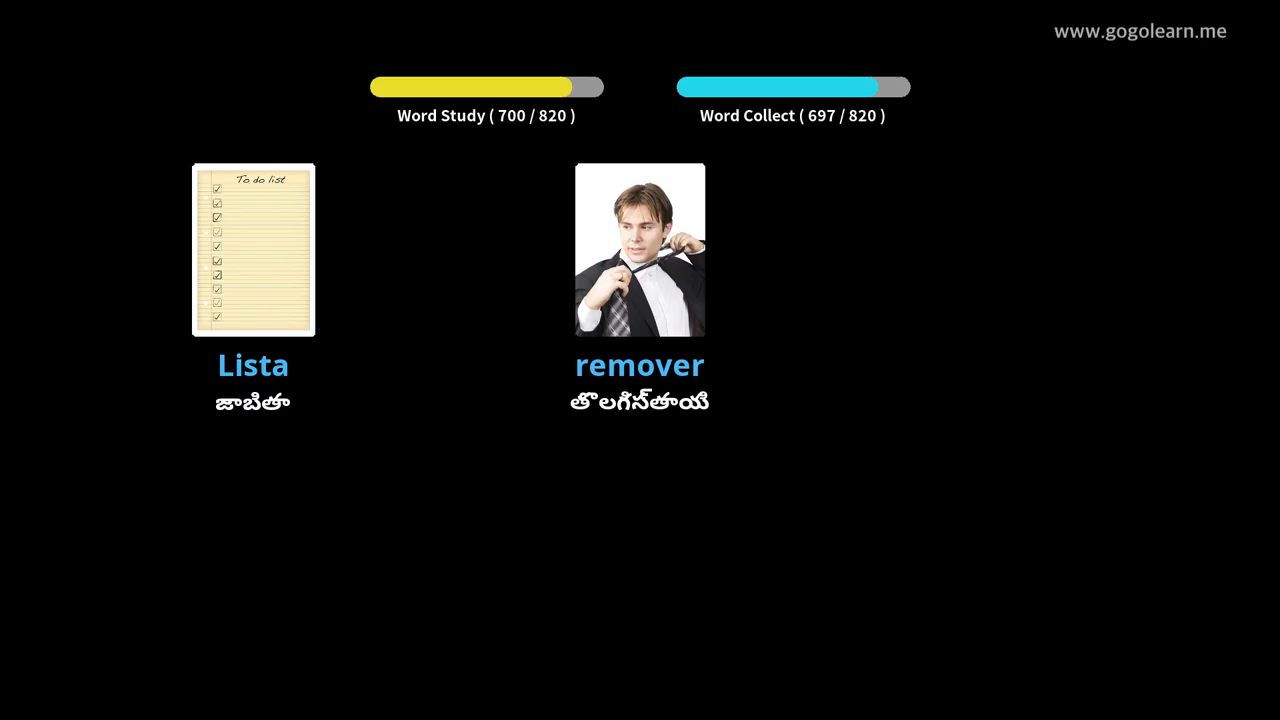 www.gogolearn.me
Word Study ( 700 / 820 )
Word Collect ( 697 / 820 )
To do list
Lista
జాబితా
remover
తొలగిన్తాయి